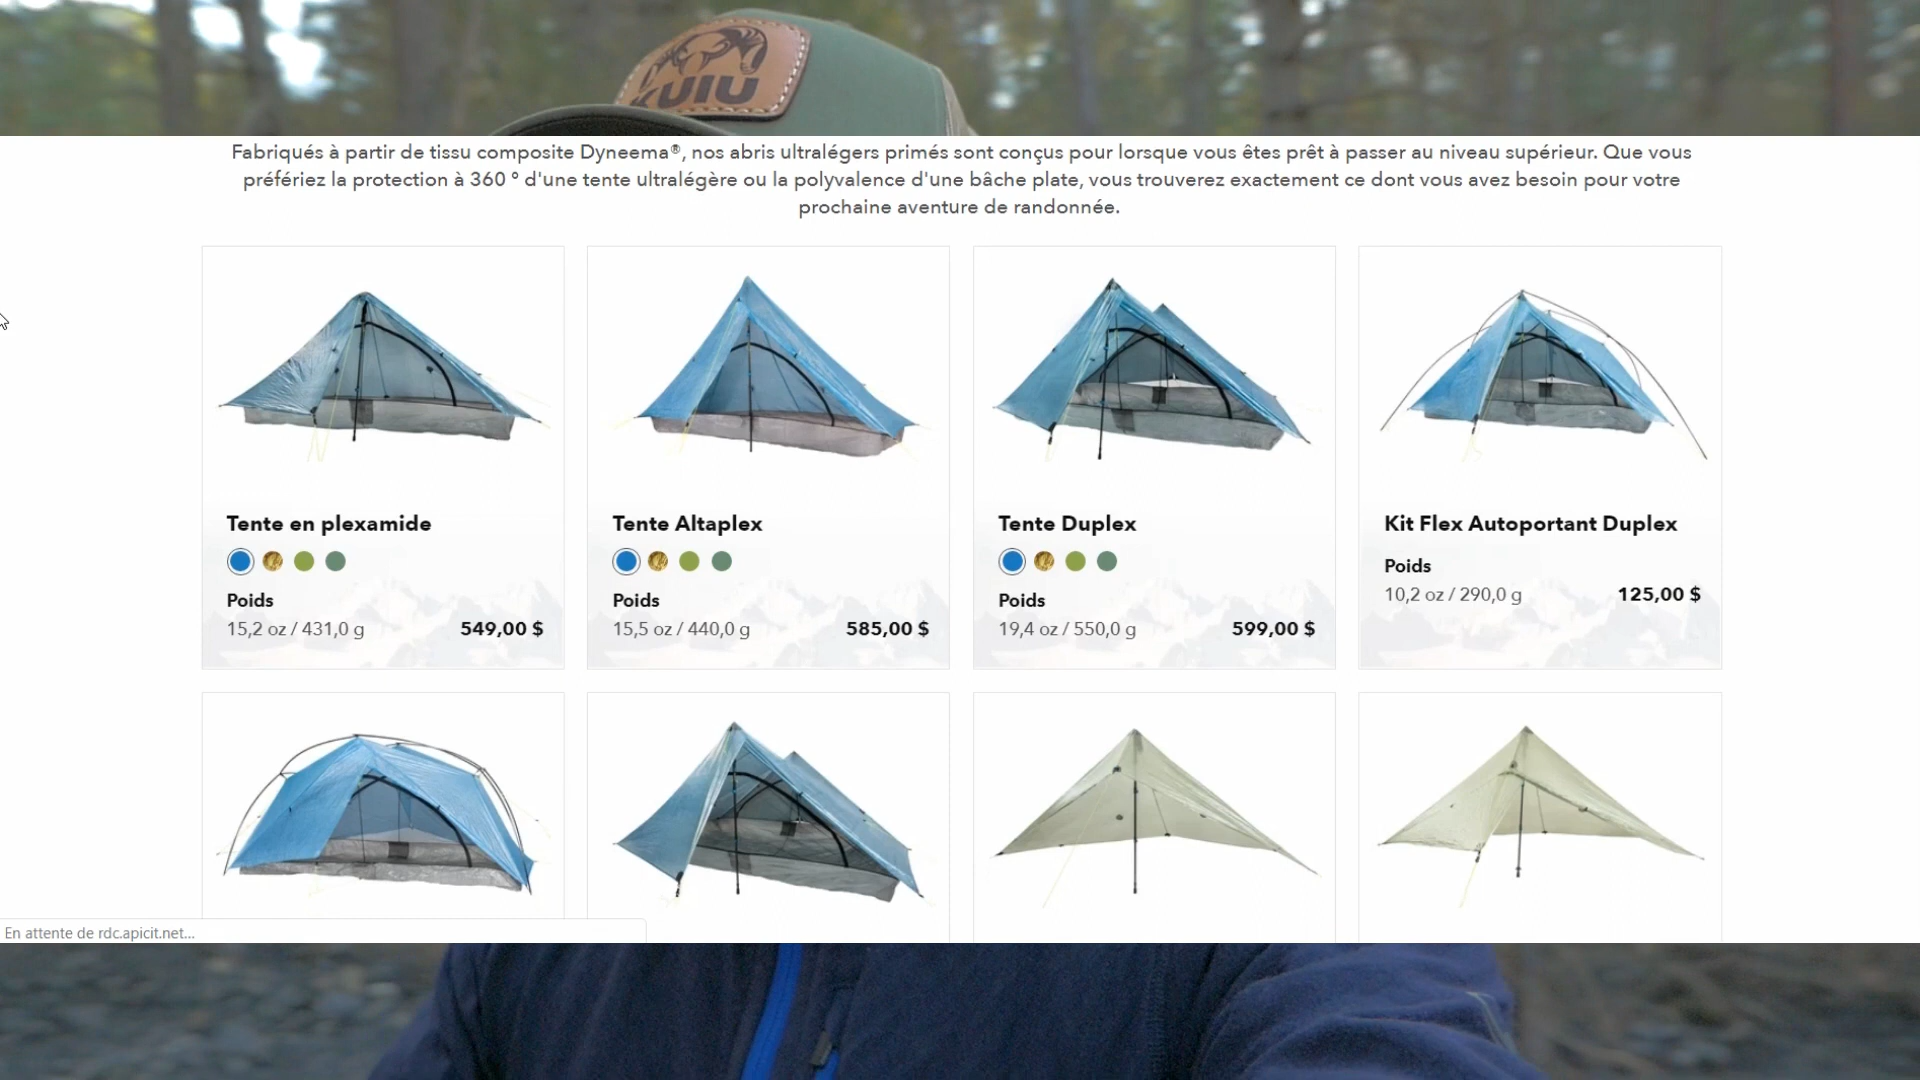 KUIU
Fabriqués à partir de tissu composite Dyneema®, nos abris ultralégers primés sont conçus pour lorsque vous êtes prêt à passer au niveau supérieur. Que vous
préfériez la protection à 360 ° d'une tente ultralégère ou la polyvalence d'une bâche plate, vous trouverez exactement ce dont vous avez besoin pour votre
prochaine aventure de randonnée.
Tente en plexamide
Poids
15,2 oz / 431,0 g 549,00 $
Tente Altaplex
Poids
15,5 oz / 440,0 g 585,00 $
Tente Duplex
Poids
19,4 oz / 550,0 g 599,00 $
Kit Flex Autoportant Duplex
Poids
10,2 oz / 290,0 g 125,00 $
En attente de rdc.apicit.net...